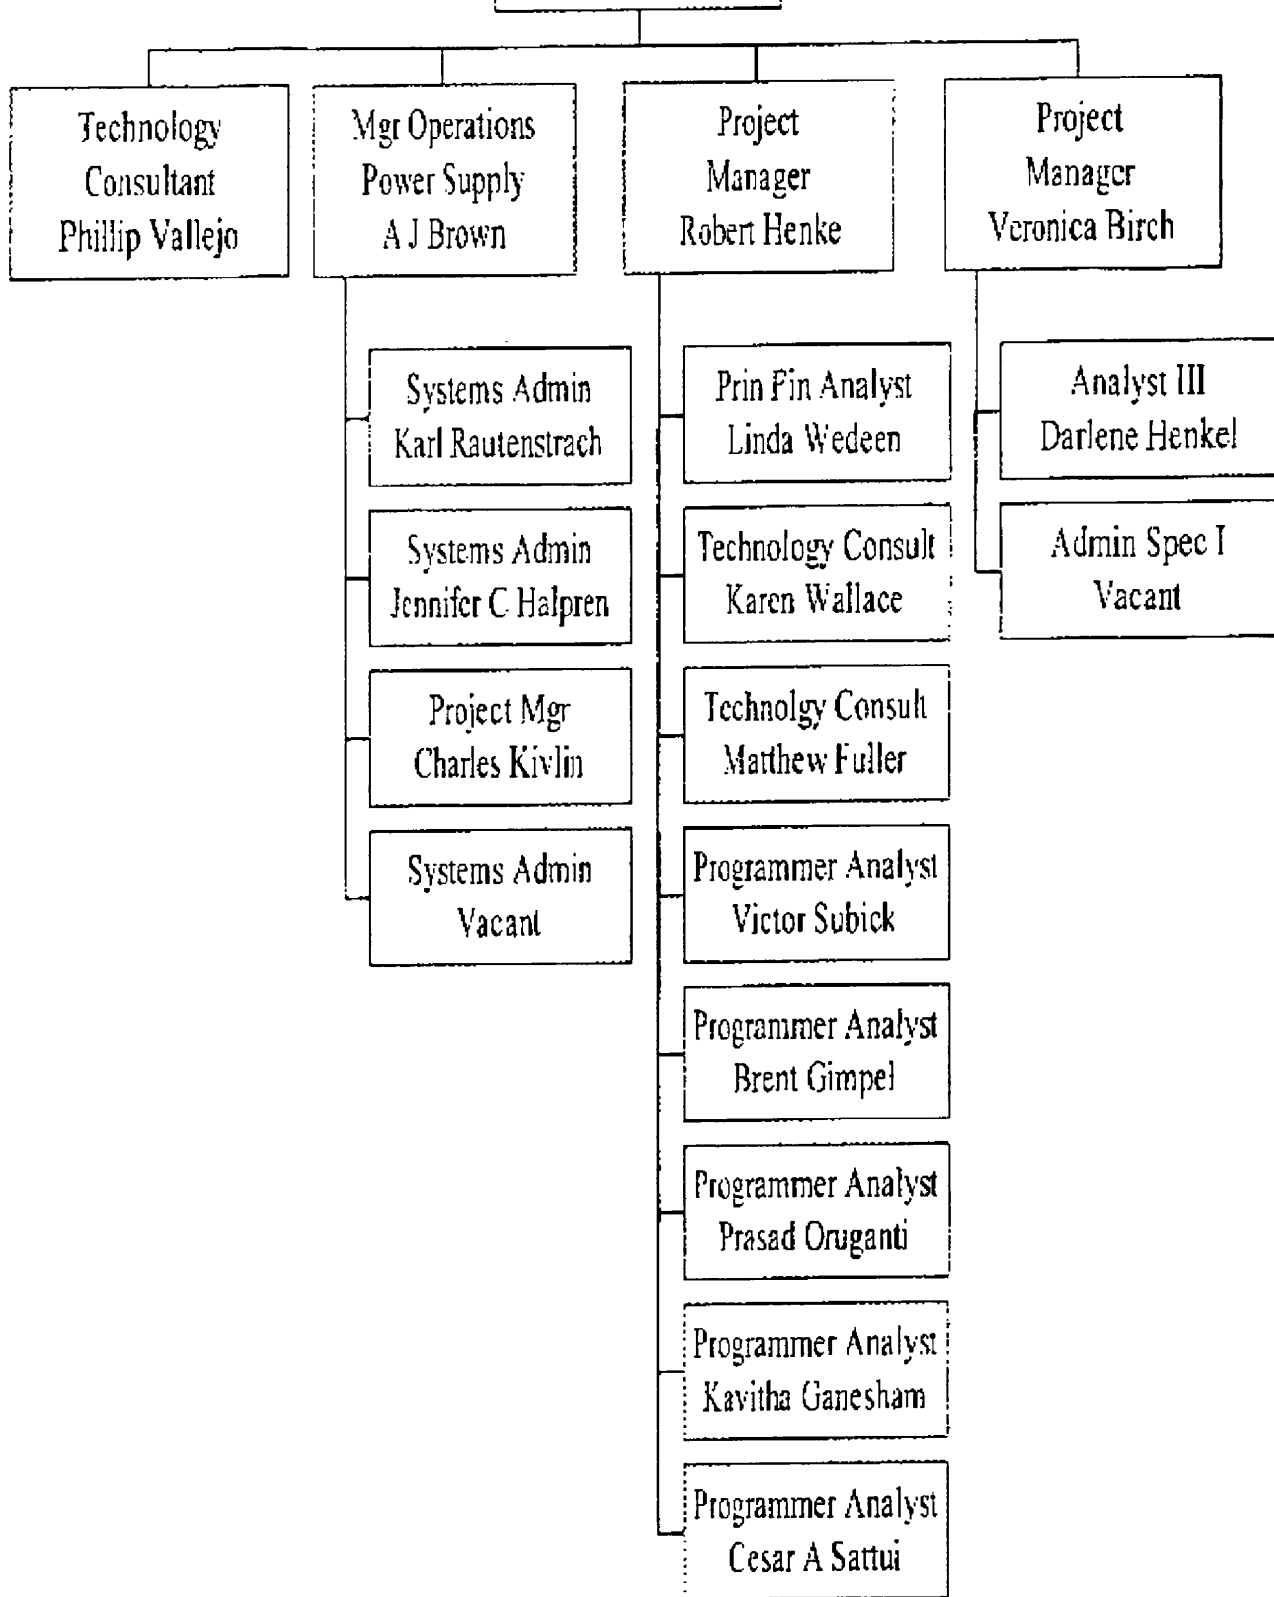 Technology
Consultant
Phillip Vallejo
Mgr Operations
Power Supply
A J Brown
Project
Manager
Robert Henke
Project
Manager
Veronica Birch
Systems Admin
Karl Rautenstrach
Systems Admin
Jennifer C Halpren
Project Mgr
Charles Kivlin
Systems Admin
Vacant
Prin Fin Analyst
Linda Wedeen
Technology Consult
Karen Wallace
Technolgy Consult
Matthew Fuller
Programmer Analyst
Victor Subick
Programmer Analyst
Brent Gimpel
Programmer Analyst
Prasad Oruganti
Programmer Analyst
Kavitha Ganesham
Programmer Analyst
Cesar A Sattui
Analyst III
Darlene Henkel
Admin Spec I
Vacant